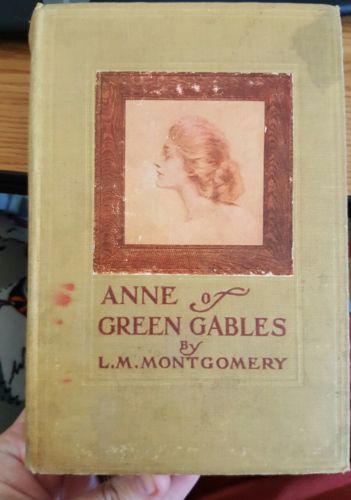 ANNE of
GREEN GABLES
By
L.M. MONTGOMERY